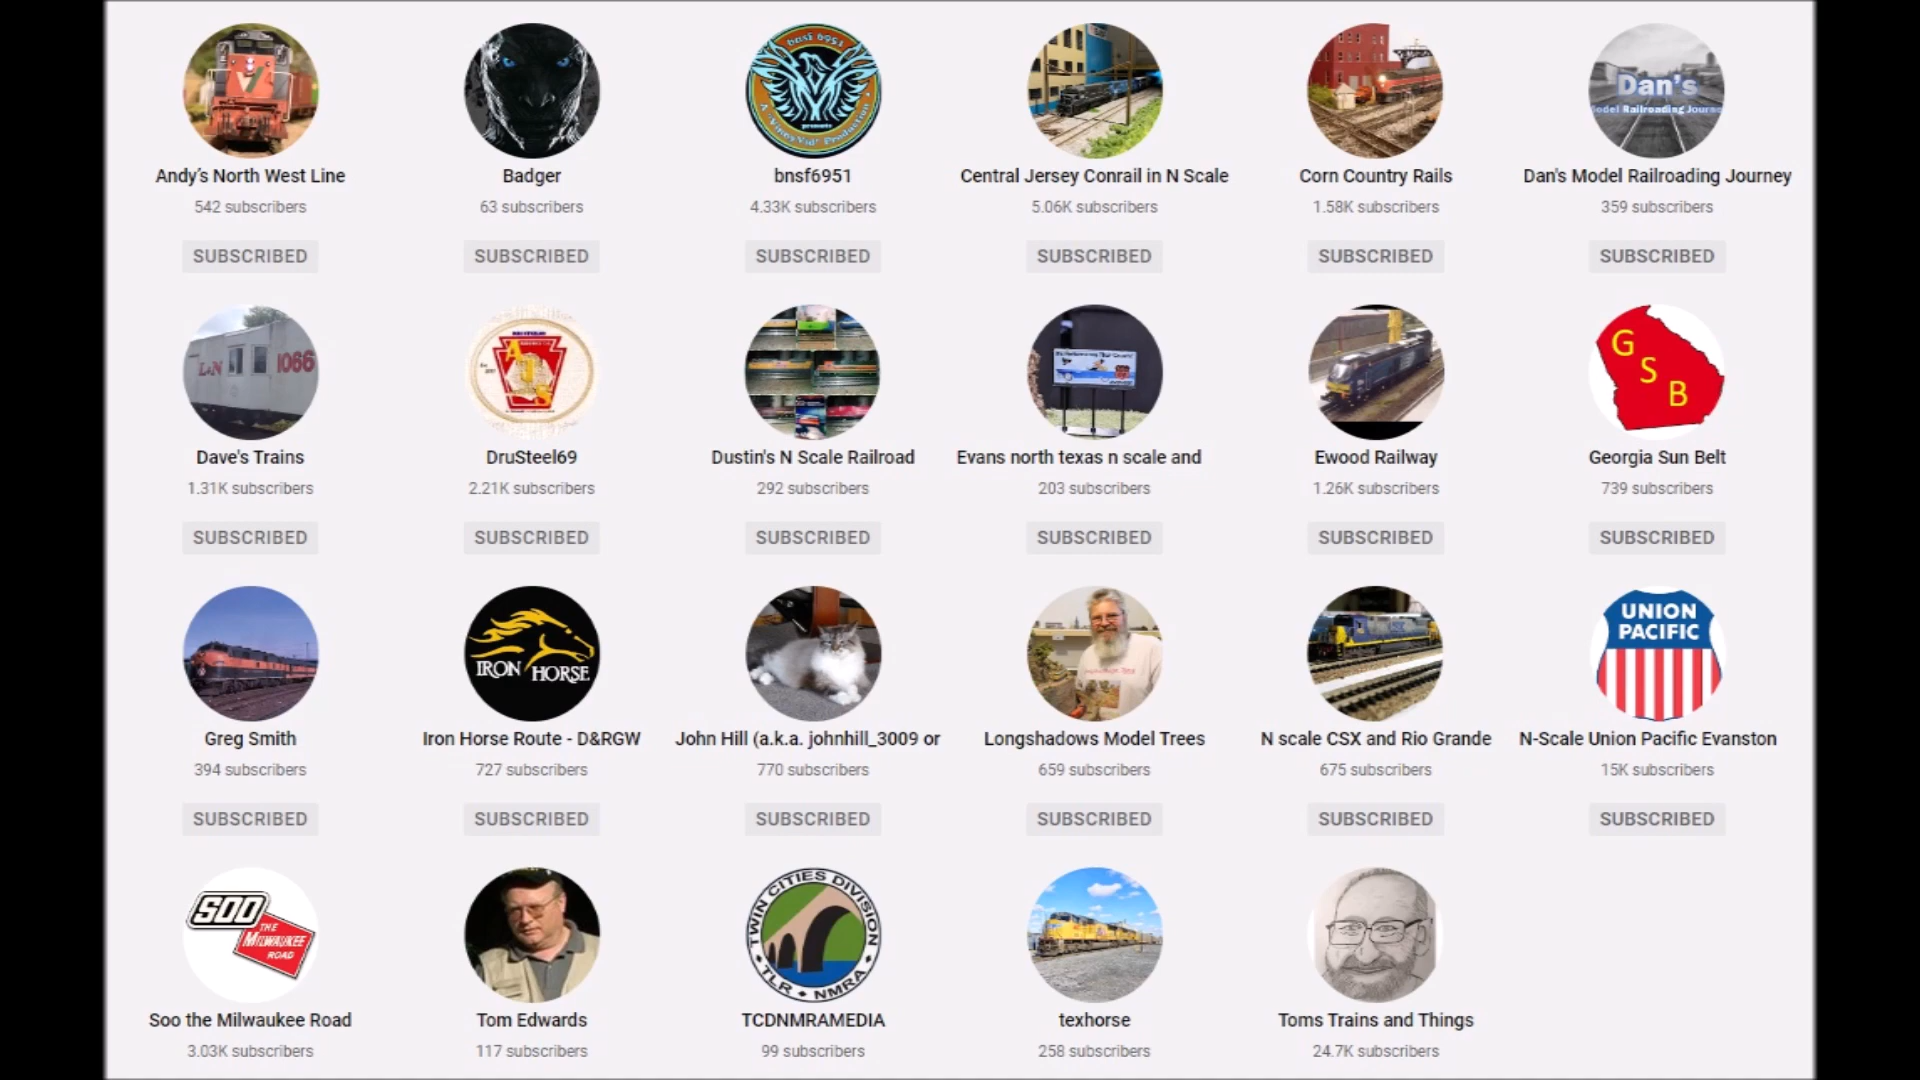 bnsf 6951
presents
A VinesVid' Production
Dan's
odel Railroading Jour
Andy's North West Line
Badger
bnsf6951
Central Jersey Conrail in N Scale
Corn Country Rails
Dan's Model Railroading Journey
542 subscribers
63 subscribers
4.33K subscribers
5.06K subscribers
1.58K subscribers
359 subscribers
SUBSCRIBED
SUBSCRIBED
SUBSCRIBED
SUBSCRIBED
SUBSCRIBED
SUBSCRIBED
L&N
1066
G
S
B
Dave's Trains
DruSteel69
Dustin's N Scale Railroad
Evans north texas n scale and
Ewood Railway
Georgia Sun Belt
1.31K subscribers
2.21K subscribers
292 subscribers
203 subscribers
1.26K subscribers
739 subscribers
SUBSCRIBED
SUBSCRIBED
SUBSCRIBED
SUBSCRIBED
SUBSCRIBED
SUBSCRIBED
IRON HORSE
UNION
PACIFIC
Greg Smith
Iron Horse Route - D&RGW
John Hill (a.k.a. johnhill_3009 or
Longshadows Model Trees
N scale CSX and Rio Grande
N-Scale Union Pacific Evanston
394 subscribers
727 subscribers
770 subscribers
659 subscribers
675 subscribers
15K subscribers
SUBSCRIBED
SUBSCRIBED
SUBSCRIBED
SUBSCRIBED
SUBSCRIBED
SUBSCRIBED
SOO
THE
MILWAUKEE
ROAD
TWIN CITIES DIVISION
TLR • NMRA
Soo the Milwaukee Road
Tom Edwards
TCDNMRAMEDIA
texhorse
Toms Trains and Things
3.03K subscribers
117 subscribers
99 subscribers
258 subscribers
24.7K subscribers